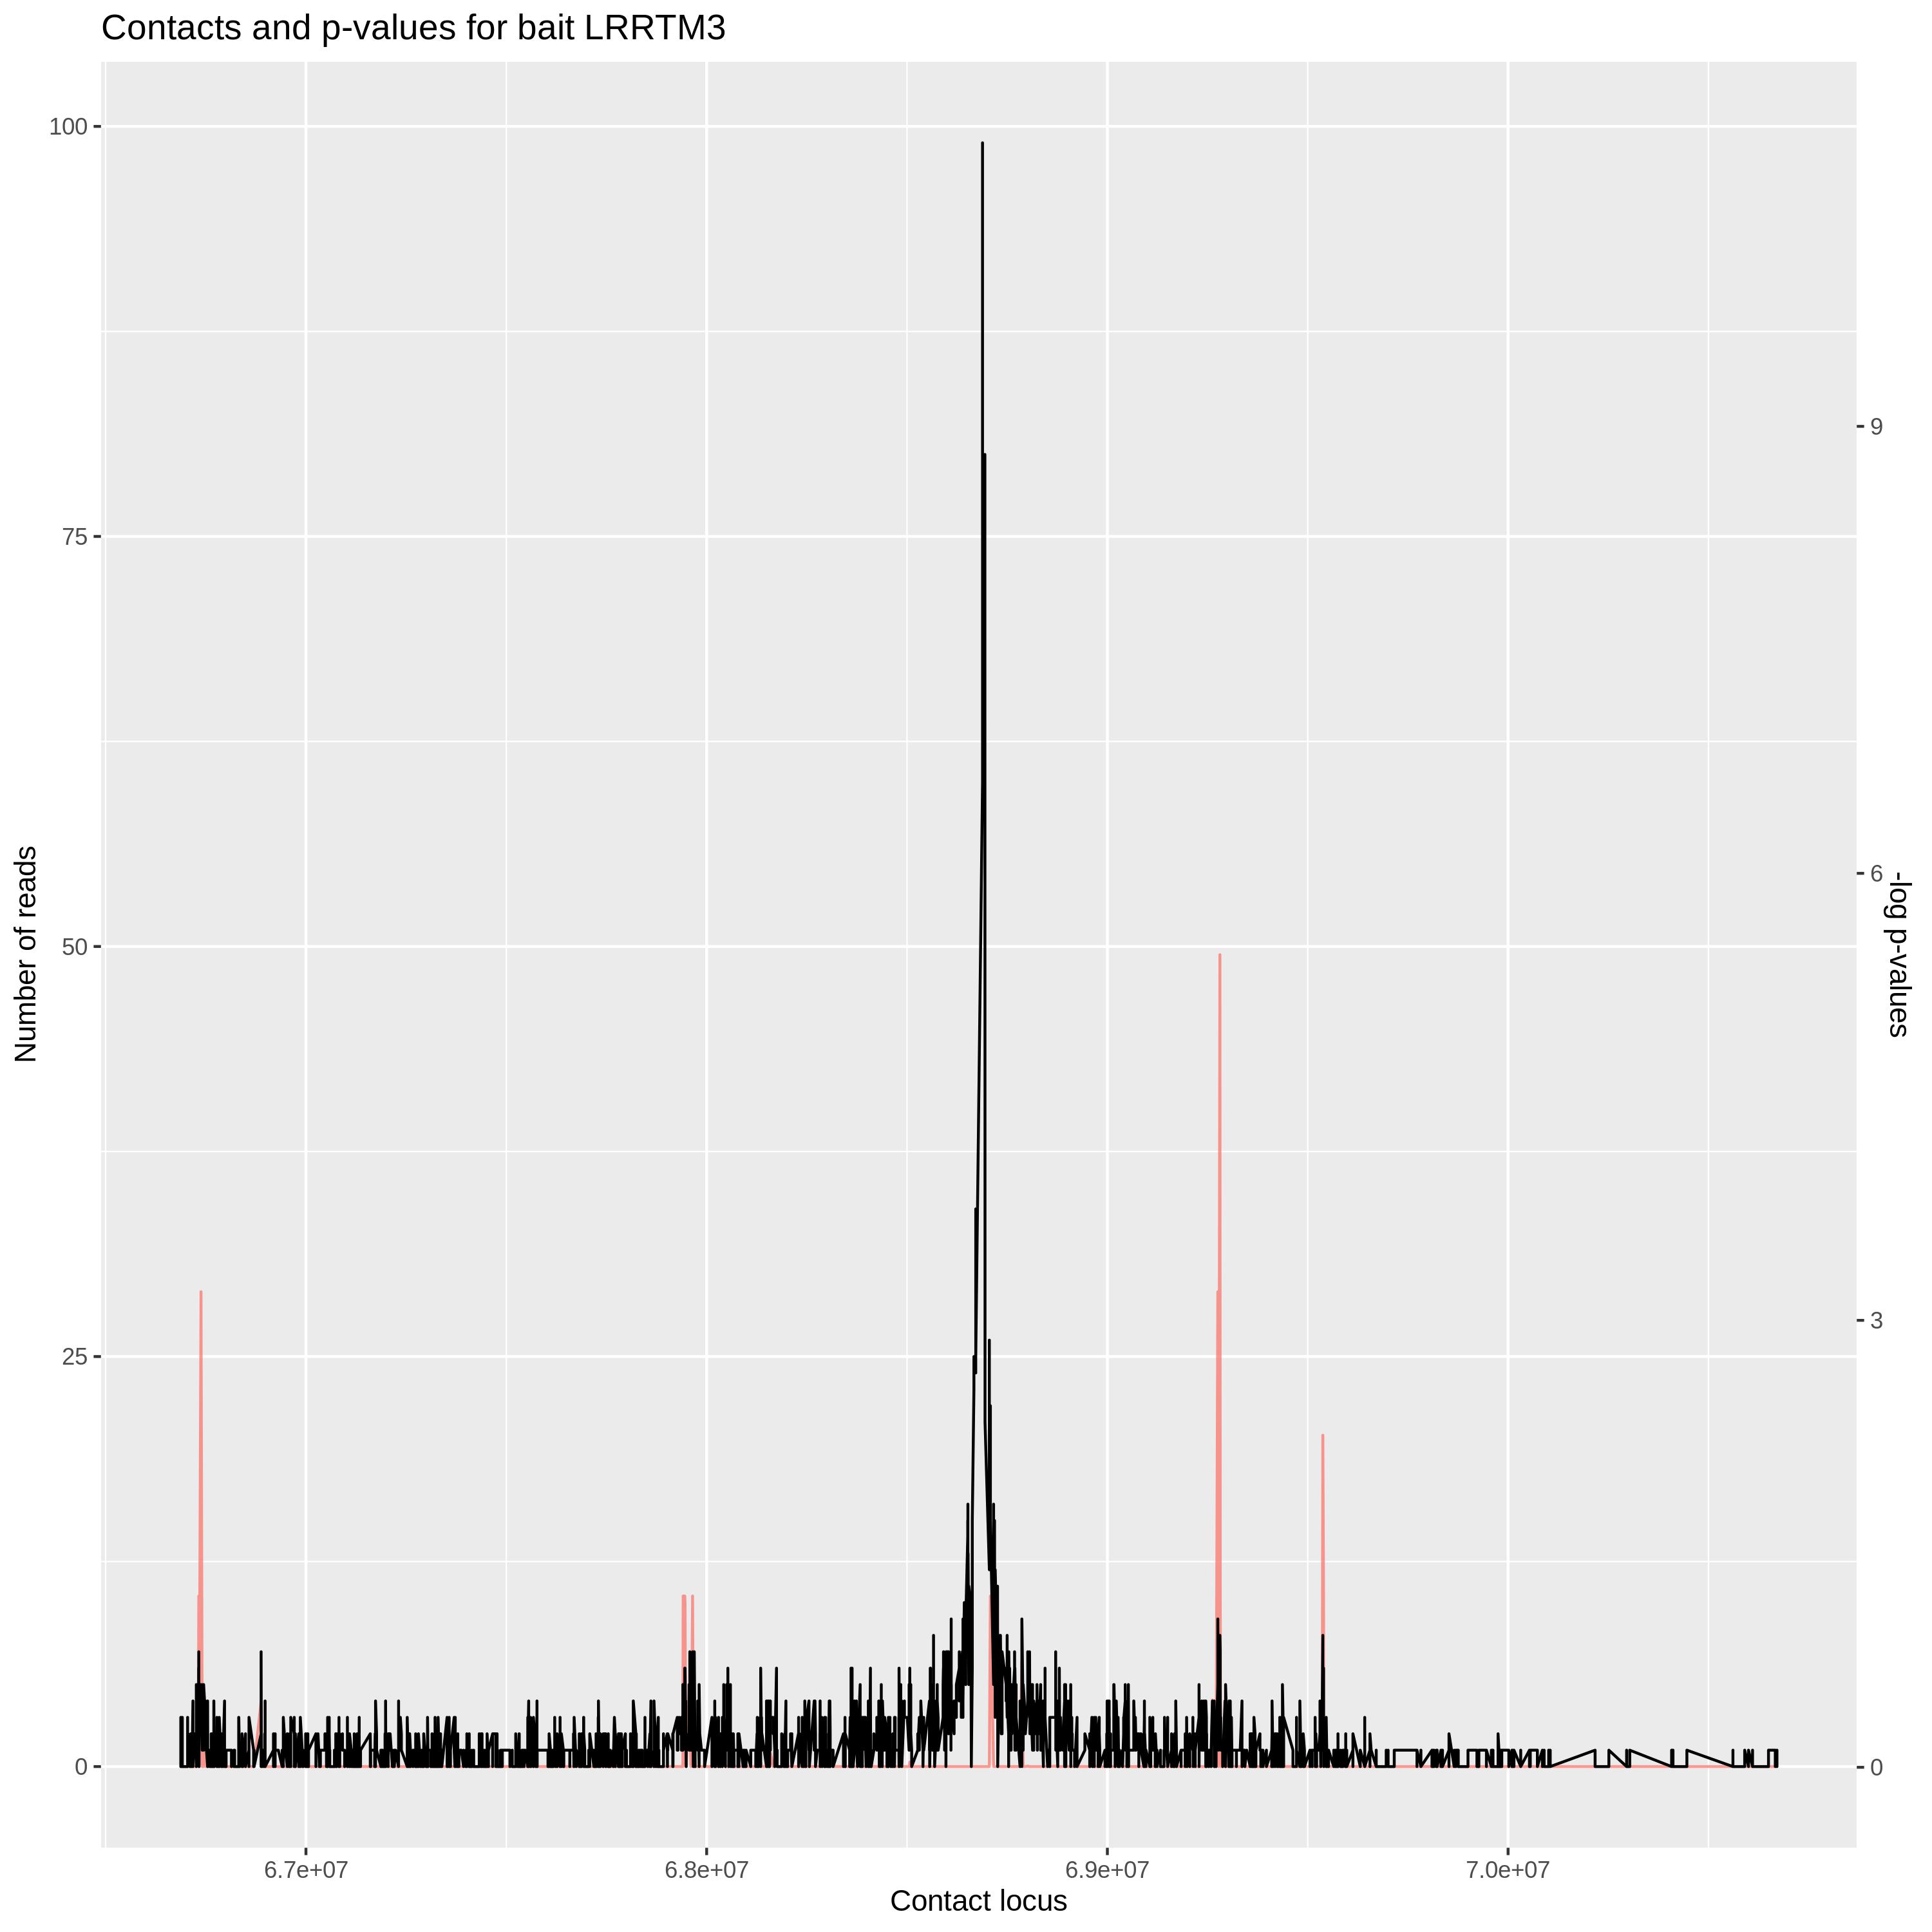 Contacts and p-values for bait LRRTM3
100
75
50
25
0
Number of reads
9
6
3
0
-log p-values
6.7e+07 6.8e+07 6.9e+07 7.0e+07
Contact locus